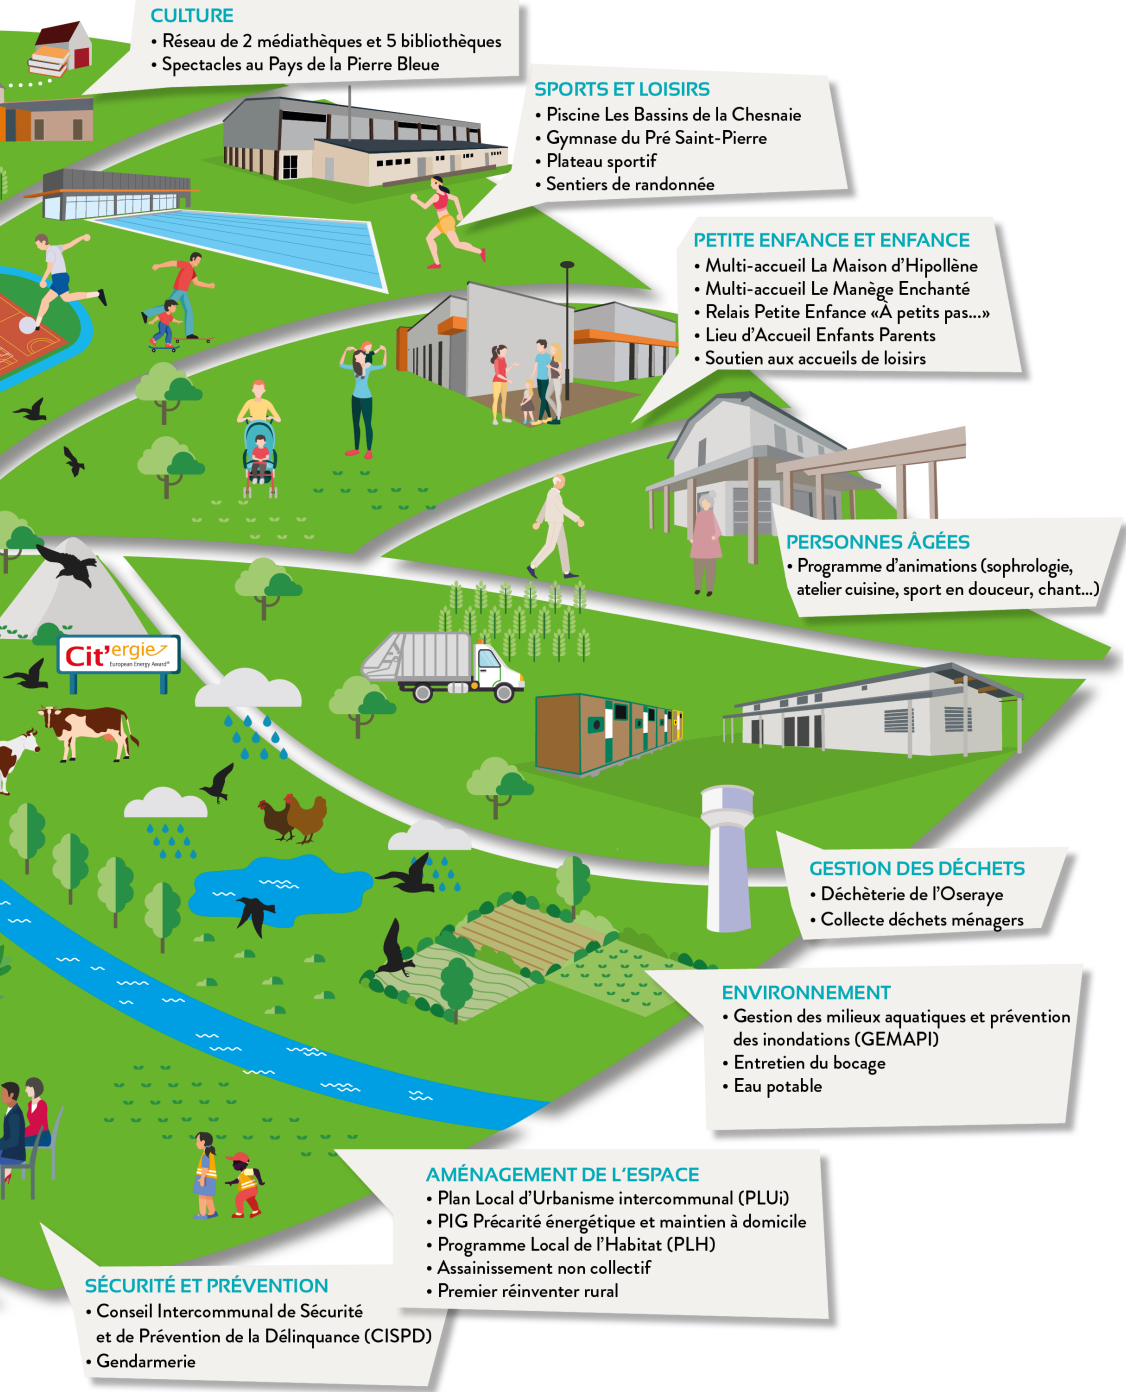 CULTURE
• Réseau de 2 médiathèques et 5 bibliothèques
• Spectacles au Pays de la Pierre Bleue
SPORTS ET LOISIRS
• Piscine Les Bassins de la Chesnaie
• Gymnase du Pré Saint-Pierre
• Plateau sportif
• Sentiers de randonnée
PETITE ENFANCE ET ENFANCE
• Multi-accueil La Maison d’Hipollène
• Multi-accueil Le Manège Enchanté
• Relais Petite Enfance «À petits pas...»
• Lieu d’Accueil Enfants Parents
• Soutien aux accueils de loisirs
PERSONNES ÂGÉES
• Programme d’animations (sophrologie,
atelier cuisine, sport en douceur, chant...)
Cit’ergie
European Energy Award®
GESTION DES DÉCHETS
• Déchèterie de l’Oseraye
• Collecte déchets ménagers
ENVIRONNEMENT
• Gestion des milieux aquatiques et prévention
des inondations (GEMAPI)
• Entretien du bocage
• Eau potable
AMÉNAGEMENT DE L’ESPACE
• Plan Local d’Urbanisme intercommunal (PLUi)
• PIG Précarité énergétique et maintien à domicile
• Programme Local de l’Habitat (PLH)
• Assainissement non collectif
• Premier réinventer rural
SÉCURITÉ ET PRÉVENTION
• Conseil Intercommunal de Sécurité
et de Prévention de la Délinquance (CISPD)
• Gendarmerie